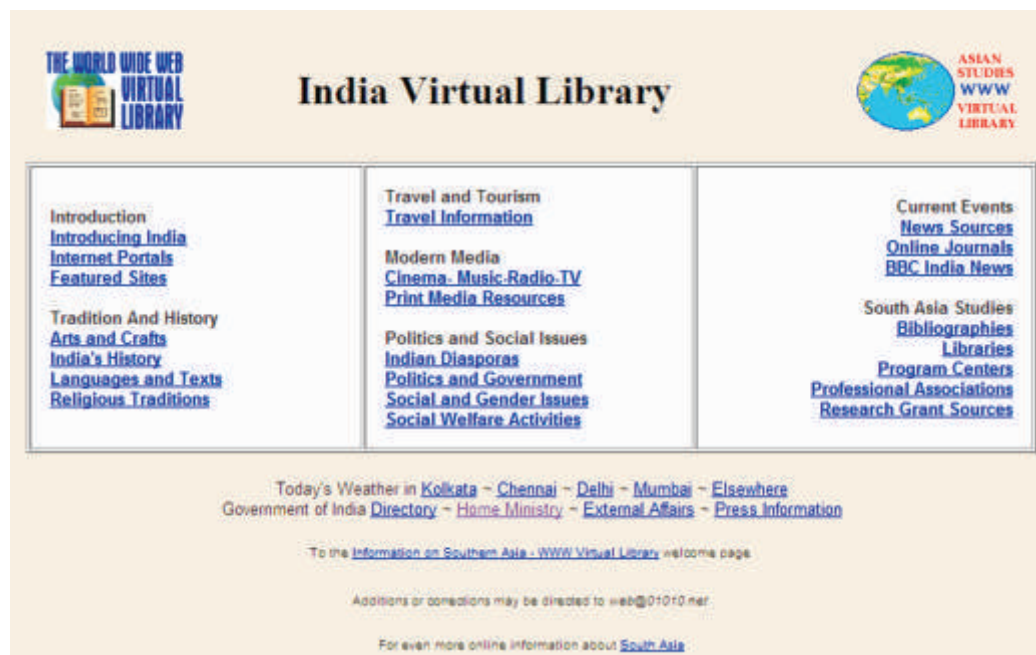 THE WORLD WIDE WEB
VIRTUAL
LIBRARY
India Virtual Library
ASIAN
STUDIES
WWW
VIRTUAL
LIBRARY
Introduction
Introducing India
Internet Portals
Featured Sites
Tradition And History
Arts and Crafts
India's History
Languages and Texts
Religious Traditions
Travel and Tourism
Travel Information
Modern Media
Cinema- Music-Radio-TV
Print Media Resources
Politics and Social Issues
Indian Diasporas
Politics and Government
Social and Gender Issues
Social Welfare Activities
Current Events
News Sources
Online Journals
BBC India News
South Asia Studies
Bibliographies
Libraries
Program Centers
Professional Associations
Research Grant Sources
Today's Weather in Kolkata ~ Chennai ~ Delhi ~ Mumbai ~ Elsewhere
Government of India Directory ~ Home Ministry ~ External Affairs ~ Press Information
To the Information on Southern Asia - WWW Virtual Library welcome page
Additions or corrections may be directed to web@01010.net
For even more online information about South Asia